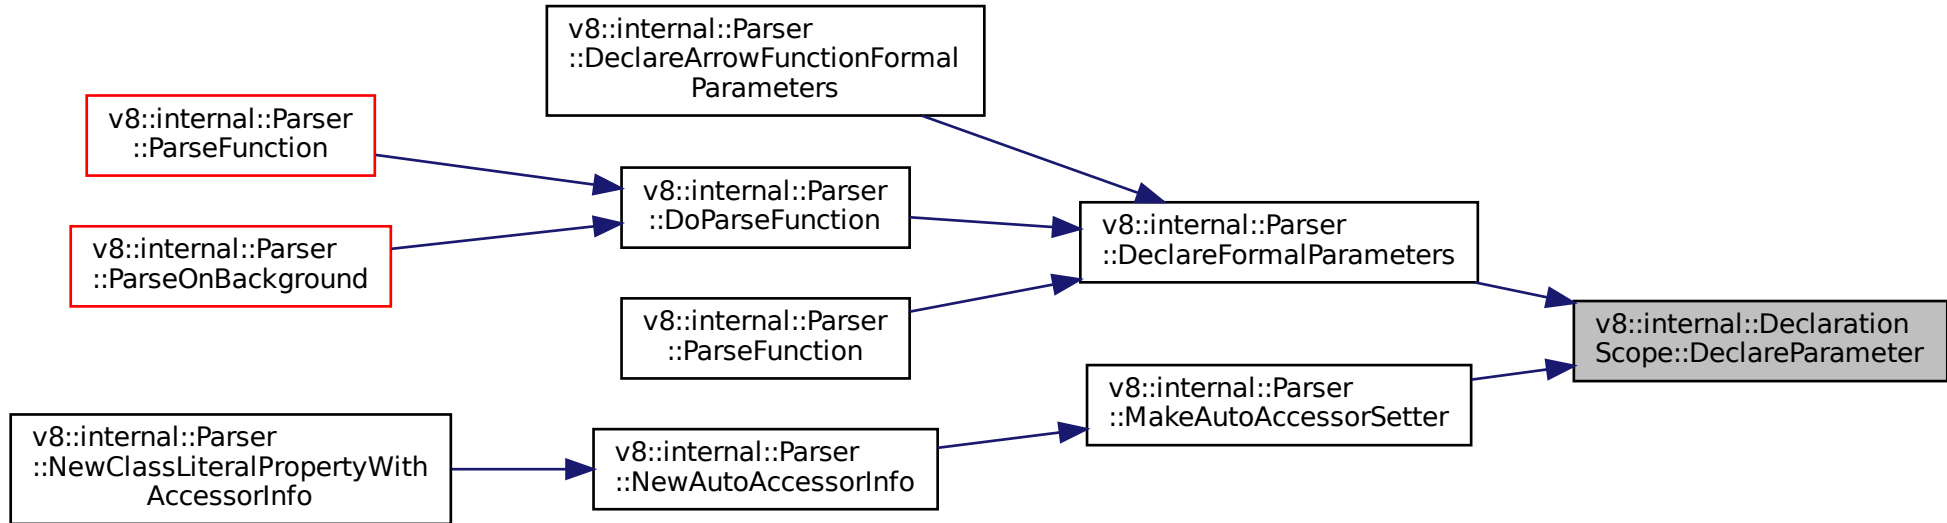 v8::internal::Parser
::DeclareArrowFunctionFormal
Parameters
v8::internal::Parser
::ParseFunction
v8::internal::Parser
::DoParseFunction
v8::internal::Parser
::DeclareFormalParameters
v8::internal::Parser
::ParseOnBackground
v8::internal::Parser
::ParseFunction
v8::internal::Declaration
Scope::DeclareParameter
v8::internal::Parser
::MakeAutoAccessorSetter
v8::internal::Parser
::NewClassLiteralPropertyWith
AccessorInfo
v8::internal::Parser
::NewAutoAccessorInfo